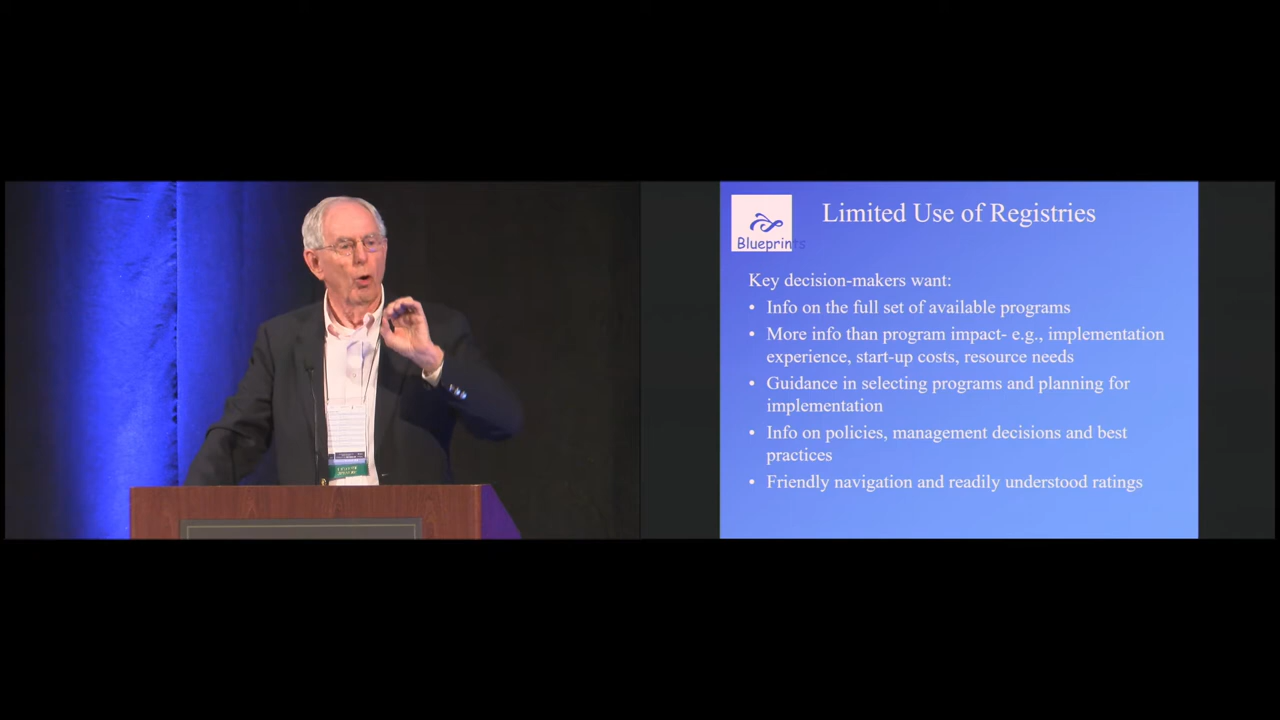 Limited Use of Registries
Blueprints
Key decision-makers want:
• Info on the full set of available programs
• More info than program impact- e.g., implementation
experience, start-up costs, resource needs
• Guidance in selecting programs and planning for
implementation
• Info on policies, management decisions and best
practices
• Friendly navigation and readily understood ratings